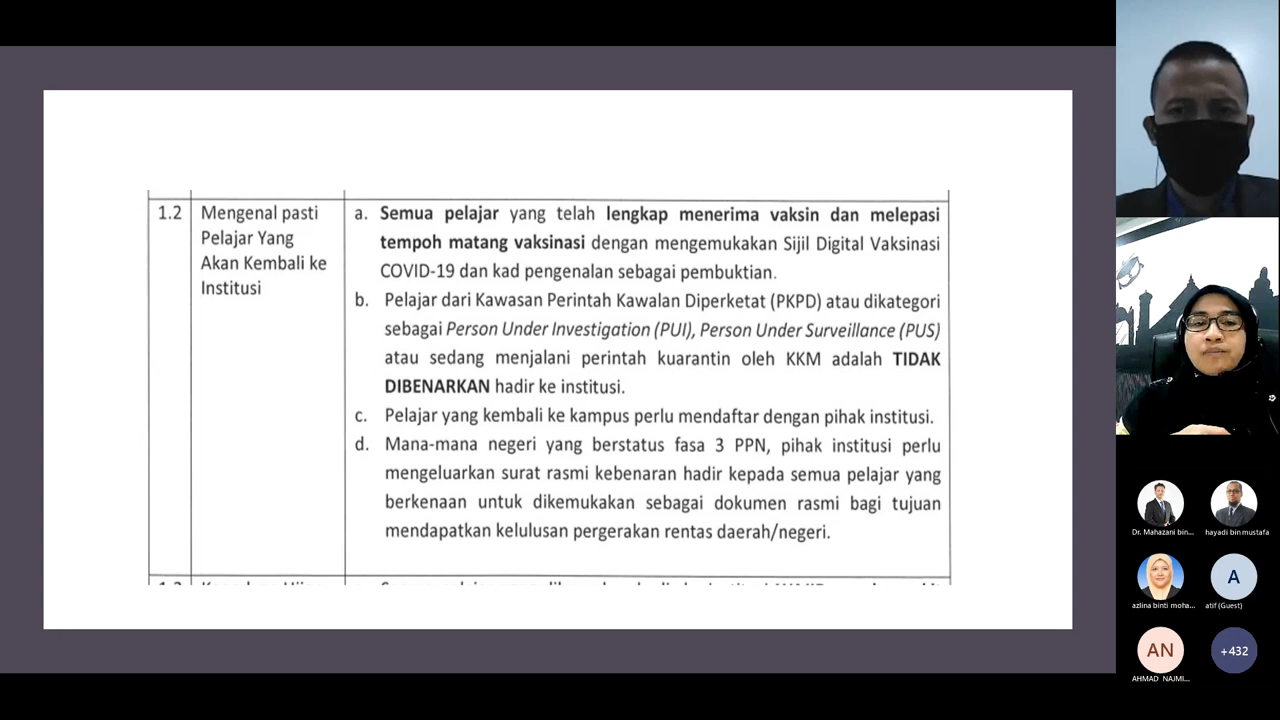 1.2
Mengenal pasti
Pelajar Yang
Akan Kembali ke
Institusi
a. Semua pelajar yang telah lengkap menerima vaksin dan melepasi
tempoh matang vaksinasi dengan mengemukakan Sijil Digital Vaksinasi
COVID-19 dan kad pengenalan sebagai pembuktian.
b. Pelajar dari Kawasan Perintah Kawalan Diperketat (PKPD) atau dikategori
sebagai Person Under Investigation (PUI), Person Under Surveillance (PUS)
atau sedang menjalani perintah kuarantin oleh KKM adalah TIDAK
DIBENARKAN hadir ke institusi.
c. Pelajar yang kembali ke kampus perlu mendaftar dengan pihak institusi.
d. Mana-mana negeri yang berstatus fasa 3 PPN, pihak institusi perlu
mengeluarkan surat rasmi kebenaran hadir kepada semua pelajar yang
berkenaan untuk dikemukakan sebagai dokumen rasmi bagi tujuan
mendapatkan kelulusan pergerakan rentas daerah/negeri.
Dr. Mahazani bin...
hayadi bin mustafa
azlina binti moha...
A
atif (Guest)
AN
AHMAD NAJMI...
+432